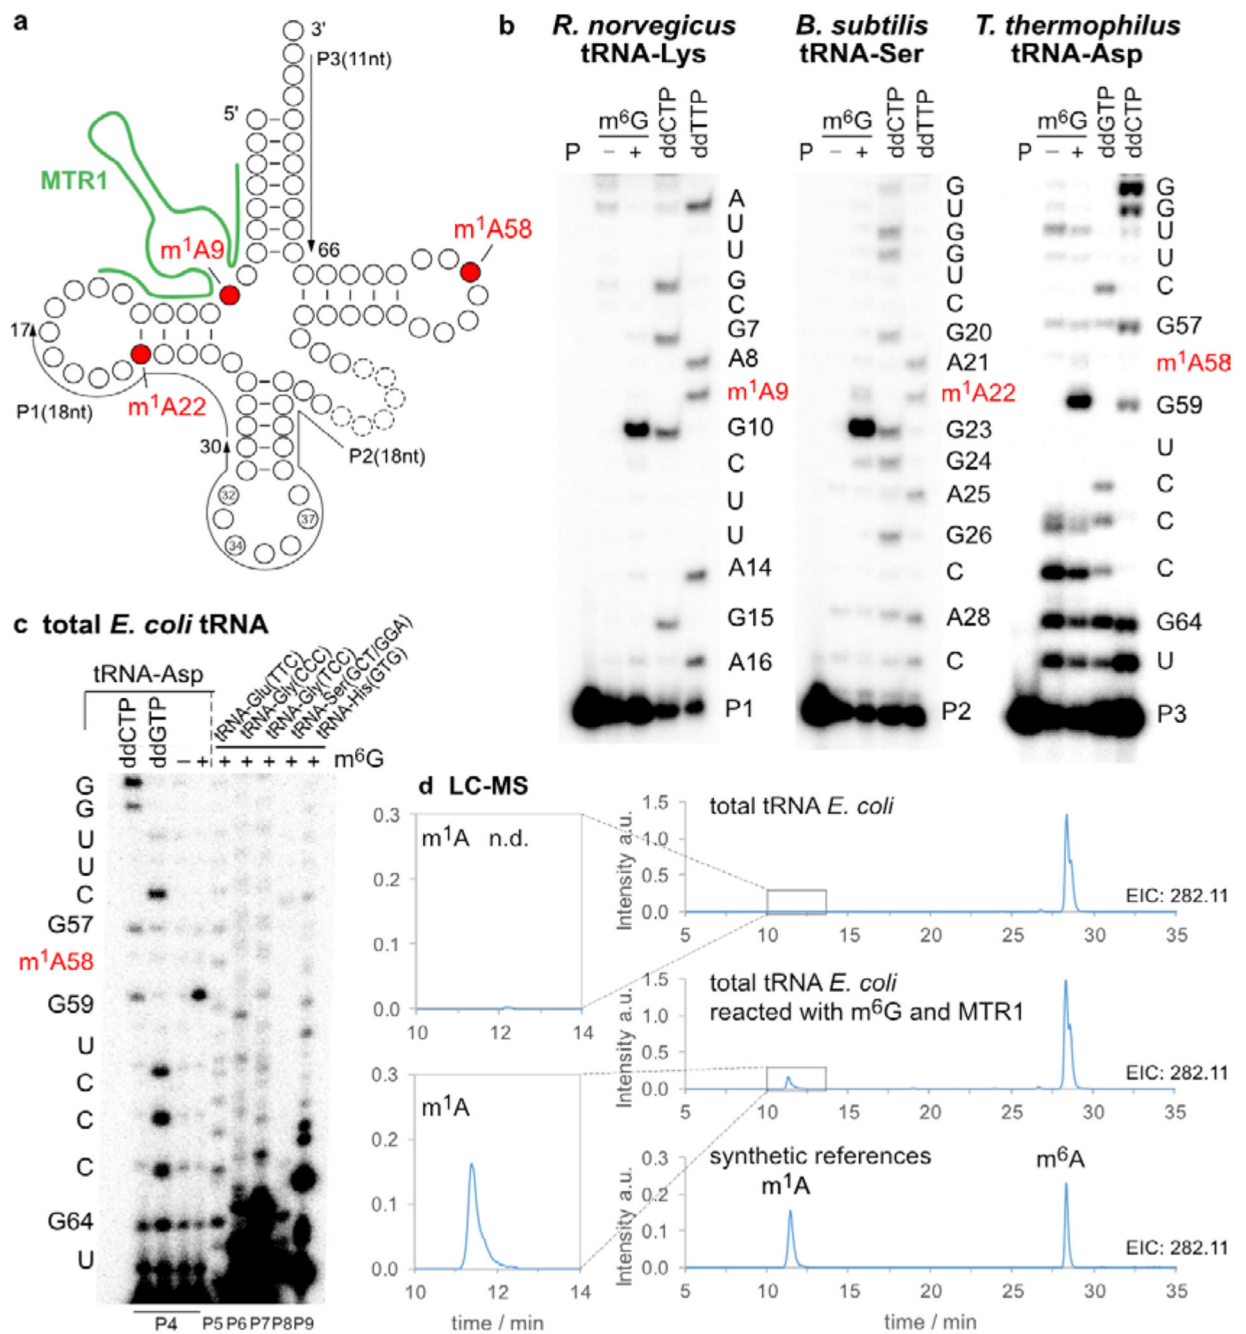 a
3'
P3(11nt)
5'
MTR1
m¹A9
66
m¹A58
17
P1(18nt)
m¹A22
30
P2(18nt)
32
37
34
b
R. norvegicus
tRNA-Lys
B. subtilis
tRNA-Ser
T. thermophilus
tRNA-Asp
m⁶G
ddCTP
ddTTP
P – +
m⁶G
ddCTP
ddTTP
P – +
m⁶G
ddGTP
ddCTP
P – +
A
U
U
G
C
G7
A8
m¹A9
G10
C
U
U
A14
G15
A16
P1
G
U
G
G
U
C
G20
A21
m¹A22
G23
G24
A25
G26
C
A28
C
P2
G
G
U
U
C
G57
m¹A58
G59
U
C
C
C
G64
U
P3
c total E. coli tRNA
tRNA-Asp
ddCTP
ddGTP
– +
tRNA-Glu(TTC)
tRNA-Gly(CCC)
tRNA-Gly(TCC)
tRNA-Ser(GCT/GGA)
tRNA-His(GTG)
+ + + + + m⁶G
G
G
U
U
C
G57
m¹A58
G59
U
C
C
C
G64
U
P4 P5 P6 P7 P8 P9
d LC-MS
0.3
0.2
0.1
0.0
m¹A n.d.
10 12 14
0.3
0.2
0.1
0.0
m¹A
10 12 14
time / min
Intensity a.u.
1.5
1.0
0.5
0.0
total tRNA E. coli
EIC: 282.11
5 10 15 20 25 30 35
Intensity a.u.
1.5
1.0
0.5
0.0
total tRNA E. coli
reacted with m⁶G and MTR1
EIC: 282.11
5 10 15 20 25 30 35
Intensity a.u.
0.3
0.2
0.1
0.0
synthetic references
m¹A
m⁶A
EIC: 282.11
5 10 15 20 25 30 35
time / min